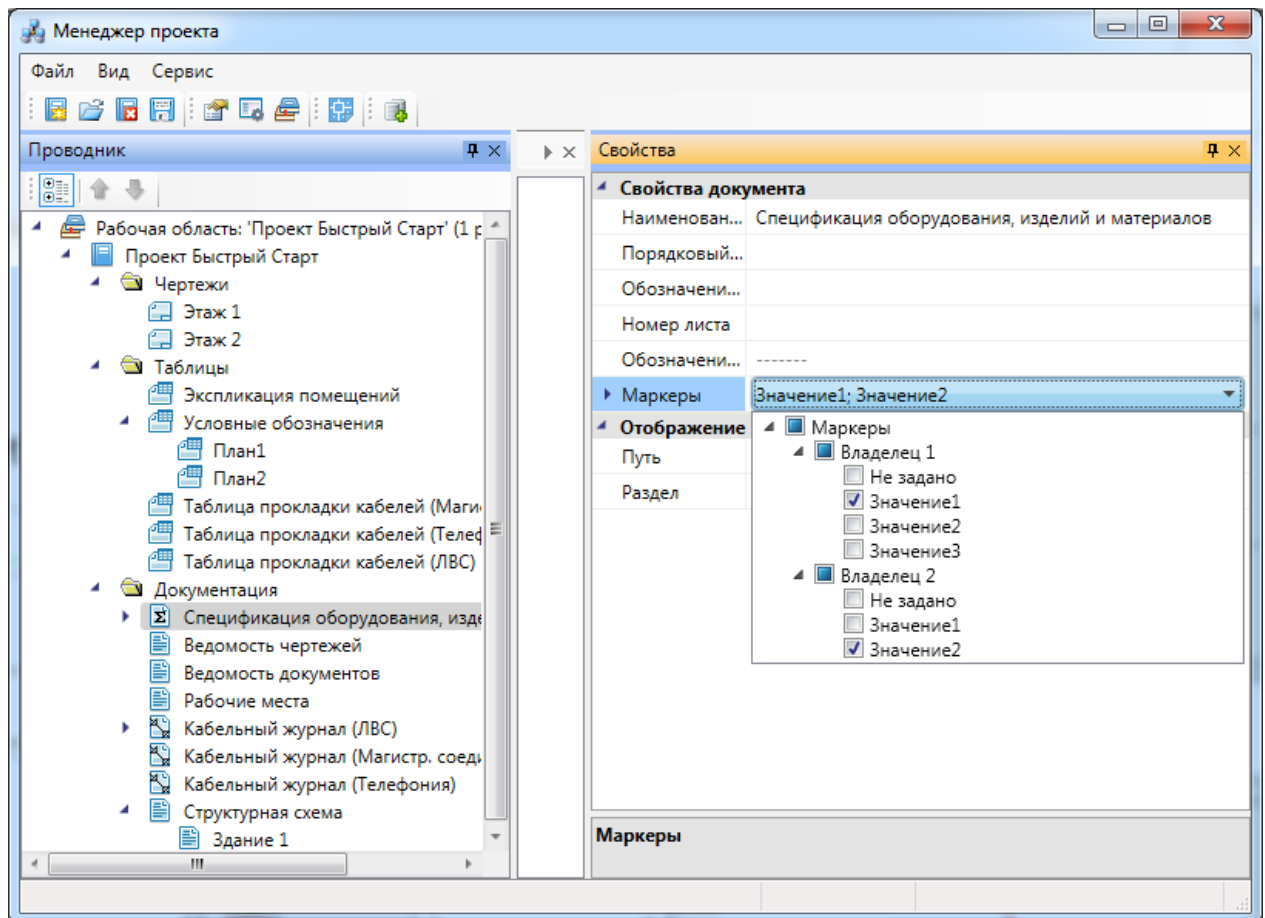 Менеджер проекта
Файл Вид Сервис
Проводник
Рабочая область: 'Проект Быстрый Старт' (1 р
Проект Быстрый Старт
Чертежи
Этаж 1
Этаж 2
Таблицы
Экспликация помещений
Условные обозначения
План1
План2
Таблица прокладки кабелей (Маги
Таблица прокладки кабелей (Телеф
Таблица прокладки кабелей (ЛВС)
Документация
Спецификация оборудования, изде
Ведомость чертежей
Ведомость документов
Рабочие места
Кабельный журнал (ЛВС)
Кабельный журнал (Магистр. соеди
Кабельный журнал (Телефония)
Структурная схема
Здание 1
Свойства
Свойства документа
Наименован... Спецификация оборудования, изделий и материалов
Порядковый...
Обозначени...
Номер листа
Обозначени... -------
Маркеры Значение1; Значение2
Отображение
Путь
Раздел
Маркеры
Владелец 1
Не задано
Значение1
Значение2
Значение3
Владелец 2
Не задано
Значение1
Значение2
Маркеры